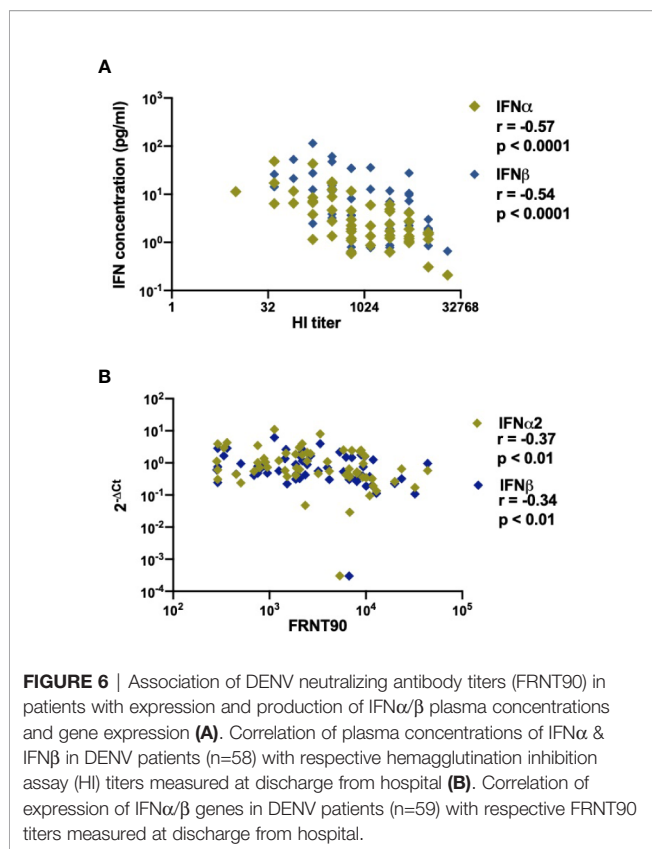 A
IFN concentration (pg/ml)
10³
10²
10¹
10⁰
10⁻¹
1
32
1024
32768
HI titer
IFNα
r = -0.57
p < 0.0001
IFNβ
r = -0.54
p < 0.0001
B
2^-ΔCt
10²
10¹
10⁰
10⁻¹
10⁻²
10⁻³
10⁻⁴
10²
10³
10⁴
10⁵
FRNT90
IFNα2
r = -0.37
p < 0.01
IFNβ
r = -0.34
p < 0.01
FIGURE 6 | Association of DENV neutralizing antibody titers (FRNT90) in
patients with expression and production of IFNα/β plasma concentrations
and gene expression (A). Correlation of plasma concentrations of IFNα &
IFNβ in DENV patients (n=58) with respective hemagglutination inhibition
assay (HI) titers measured at discharge from hospital (B). Correlation of
expression of IFNα/β genes in DENV patients (n=59) with respective FRNT90
titers measured at discharge from hospital.